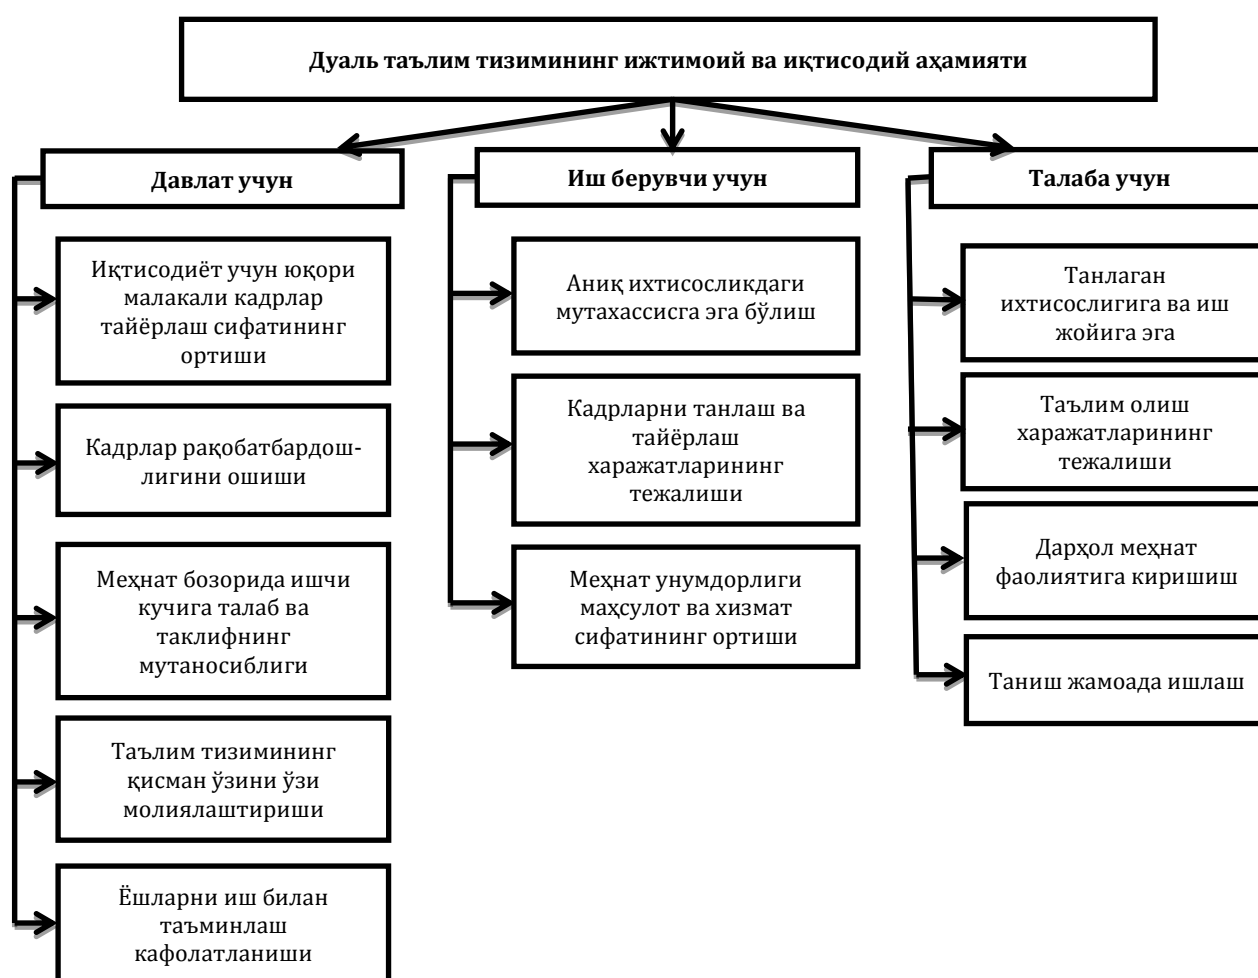 Дуаль таълим тизимининг ижтимоий ва иқтисодий аҳамияти
Давлат учун
Иқтисодиёт учун юқори
малакали кадрлар
тайёрлаш сифатининг
ортиши
Кадрлар рақобатбардош-
лигини ошиши
Меҳнат бозорида ишчи
кучига талаб ва
таклифнинг
мутаносиблиги
Таълим тизимининг
қисман ўзини ўзи
молиялаштириши
Ёшларни иш билан
таъминлаш
кафолатланиши
Иш берувчи учун
Аниқ ихтисосликдаги
мутахассисга эга бўлиш
Кадрларни танлаш ва
тайёрлаш
харажатларининг
тежалиши
Меҳнат унумдорлиги
маҳсулот ва хизмат
сифатининг ортиши
Талаба учун
Танлаган
ихтисослигига ва иш
жойига эга
Таълим олиш
харажатларининг
тежалиши
Дарҳол меҳнат
фаолиятига киришиш
Таниш жамоада ишлаш